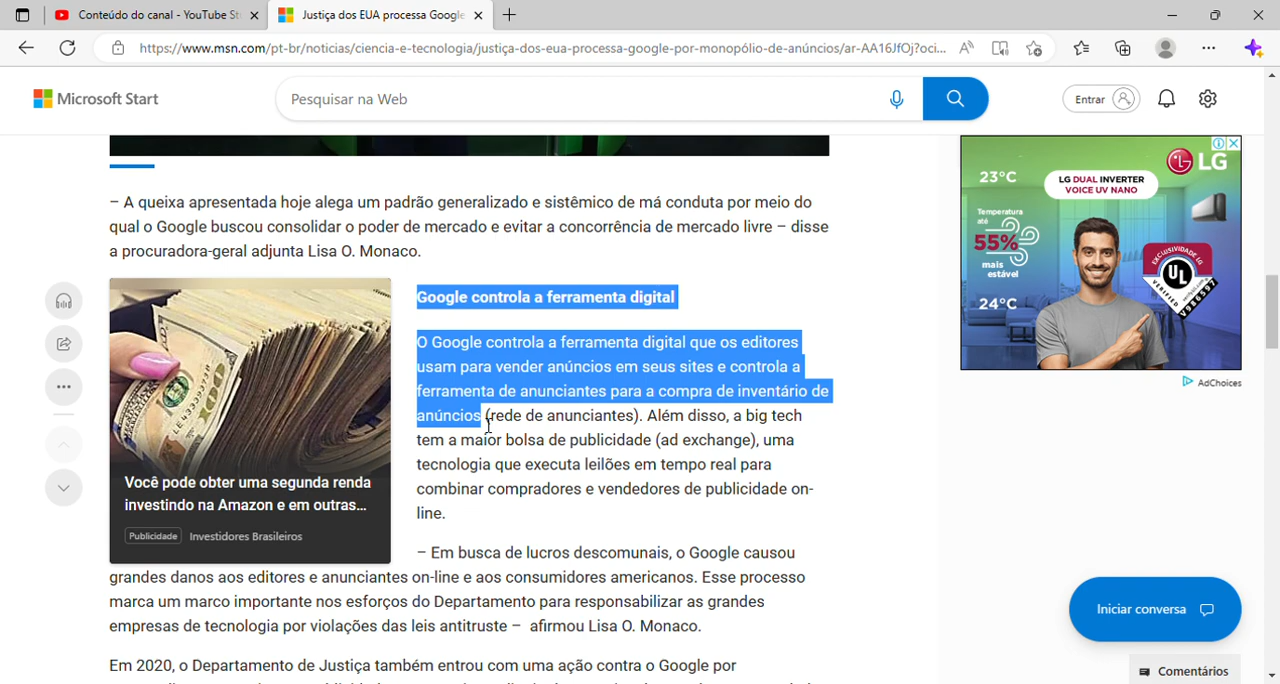 Conteúdo do canal - YouTube St
Justiça dos EUA processa Google
https://www.msn.com/pt-br/noticias/ciencia-e-tecnologia/justiça-dos-eua-processa-google-por-monopólio-de-anúncios/ar-AA16JfOj?oci...
Microsoft Start
Pesquisar na Web
Entrar
– A queixa apresentada hoje alega um padrão generalizado e sistêmico de má conduta por meio do
qual o Google buscou consolidar o poder de mercado e evitar a concorrência de mercado livre – disse
a procuradora-geral adjunta Lisa O. Monaco.
Google controla a ferramenta digital
O Google controla a ferramenta digital que os editores
usam para vender anúncios em seus sites e controla a
ferramenta de anunciantes para a compra de inventário de
anúncios (rede de anunciantes). Além disso, a big tech
tem a maior bolsa de publicidade (ad exchange), uma
tecnologia que executa leilões em tempo real para
combinar compradores e vendedores de publicidade on-
line.
Você pode obter uma segunda renda
investindo na Amazon e em outras...
Publicidade Investidores Brasileiros
– Em busca de lucros descomunais, o Google causou
grandes danos aos editores e anunciantes on-line e aos consumidores americanos. Esse processo
marca um marco importante nos esforços do Departamento para responsabilizar as grandes
empresas de tecnologia por violações das leis antitruste – afirmou Lisa O. Monaco.
Em 2020, o Departamento de Justiça também entrou com uma ação contra o Google por
LG
23°C
LG DUAL INVERTER
VOICE UV NANO
Temperatura
até
55%
mais
estável
24°C
EXCLUSIVIDADE LG
UL
VERIFIED
V986597
AdChoices
Iniciar conversa
Comentários